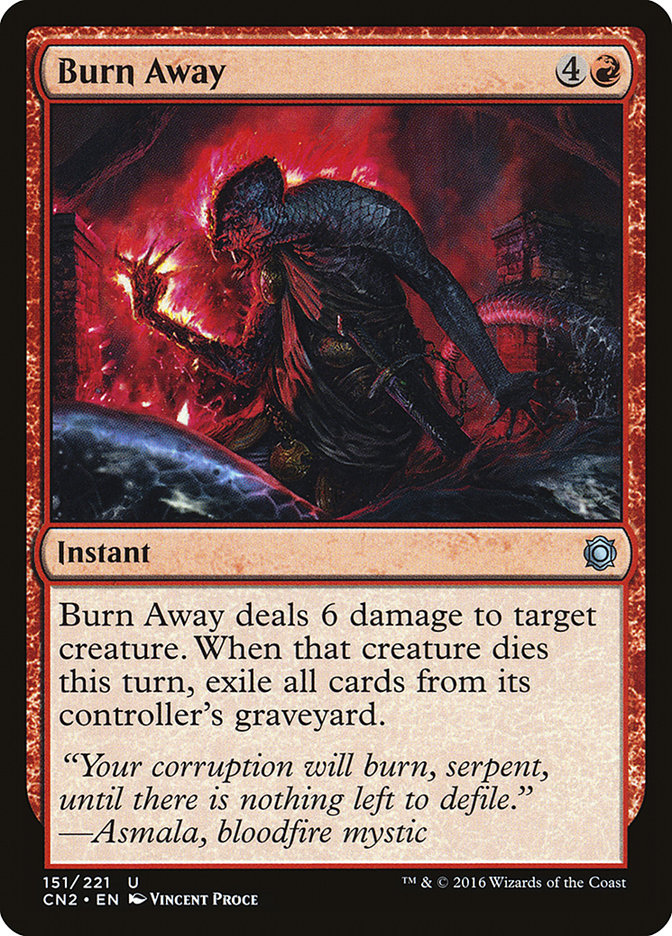 Burn Away 4
Instant
Burn Away deals 6 damage to target
creature. When that creature dies
this turn, exile all cards from its
controller's graveyard.
"Your corruption will burn, serpent,
until there is nothing left to defile."
—Asmala, bloodfire mystic
151/221 U
CN2 • EN Vincent Proce
™ & © 2016 Wizards of the Coast